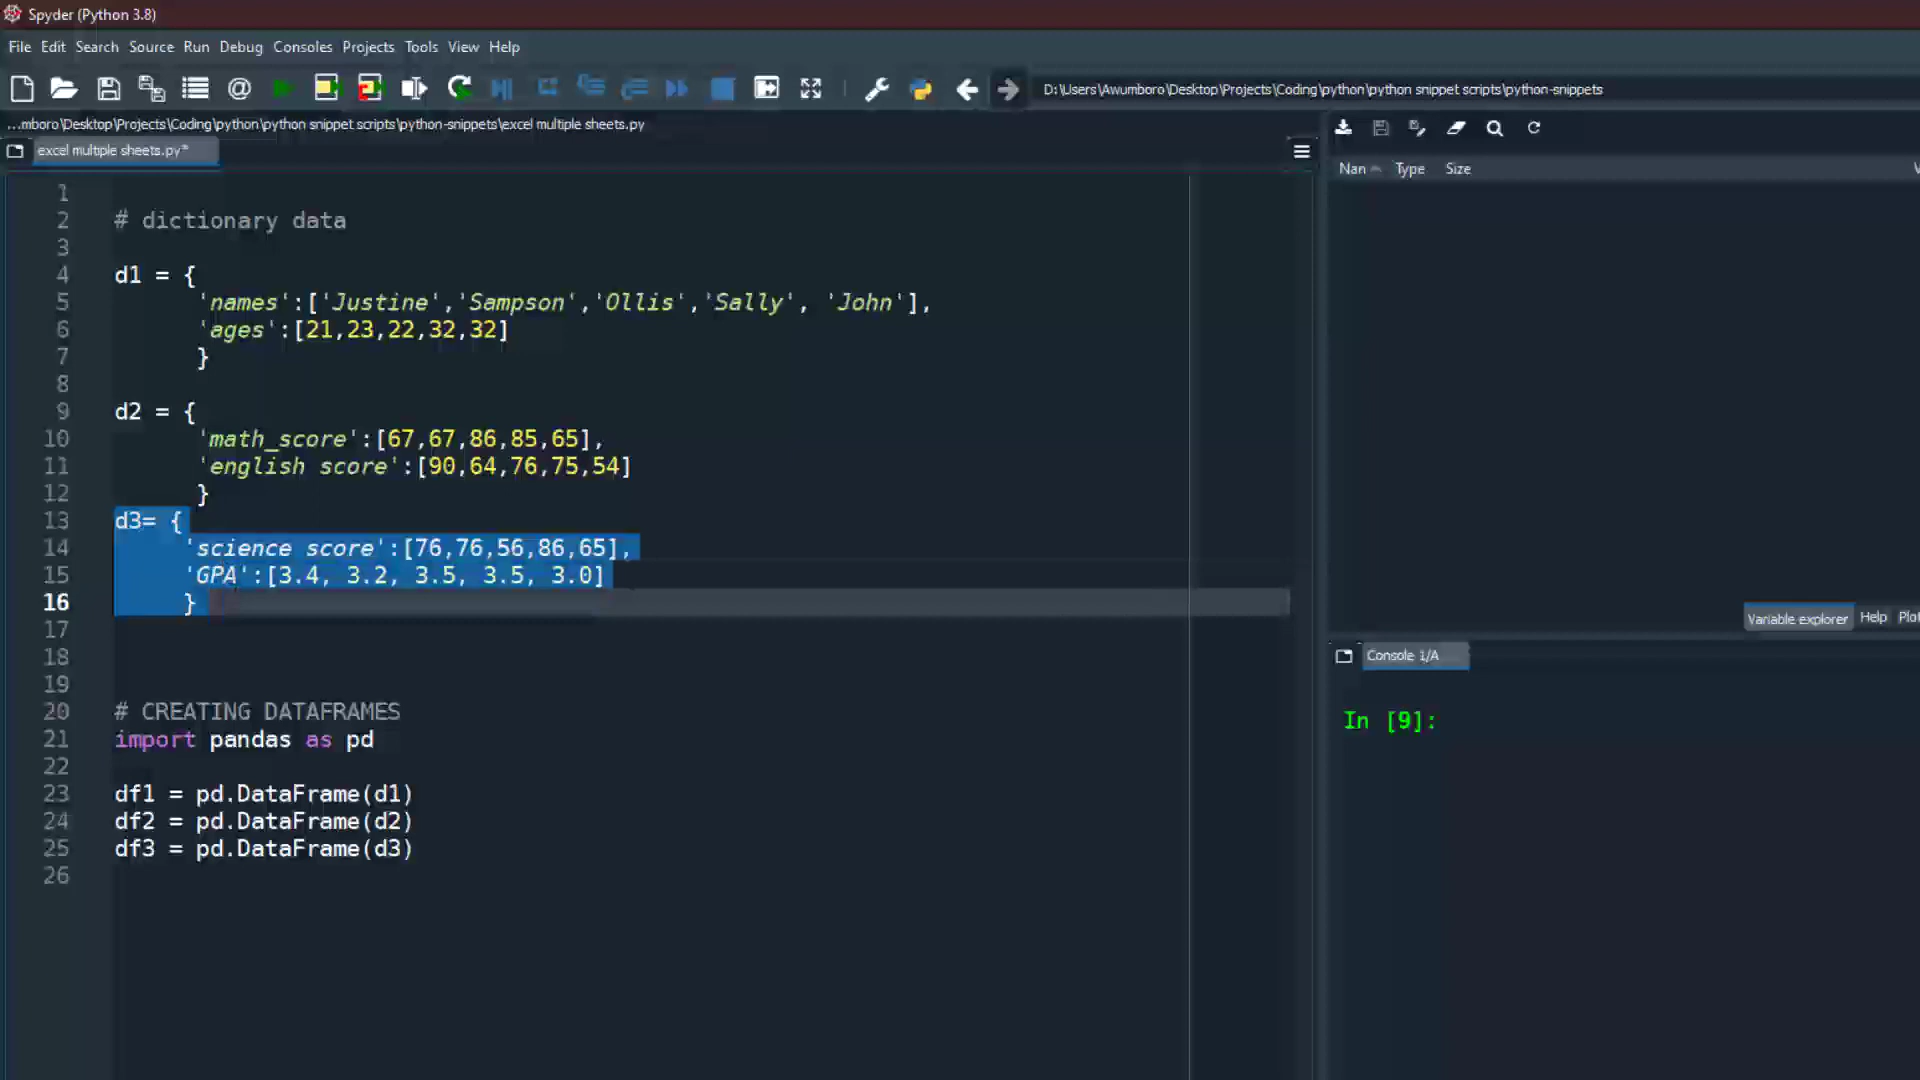 Spyder (Python 3.8)
File Edit Search Source Run Debug Consoles Projects Tools View Help
D:\Users\Awumboro\Desktop\Projects\Coding\python\python snippet scripts\python-snippets
...mboro\Desktop\Projects\Coding\python\python snippet scripts\python-snippets\excel multiple sheets.py
excel multiple sheets.py*
Nan Type Size
1
2 # dictionary data
3
4 d1 = {
5 'names':['Justine','Sampson','Ollis','Sally', 'John'],
6 'ages':[21,23,22,32,32]
7 }
8
9 d2 = {
10 'math_score':[67,67,86,85,65],
11 'english score':[90,64,76,75,54]
12 }
13 d3= {
14 'science score':[76,76,56,86,65],
15 'GPA':[3.4, 3.2, 3.5, 3.5, 3.0]
16 }
17
18
19
20 # CREATING DATAFRAMES
21 import pandas as pd
22
23 df1 = pd.DataFrame(d1)
24 df2 = pd.DataFrame(d2)
25 df3 = pd.DataFrame(d3)
26
Variable explorer Help
Console 1/A
In [9]: